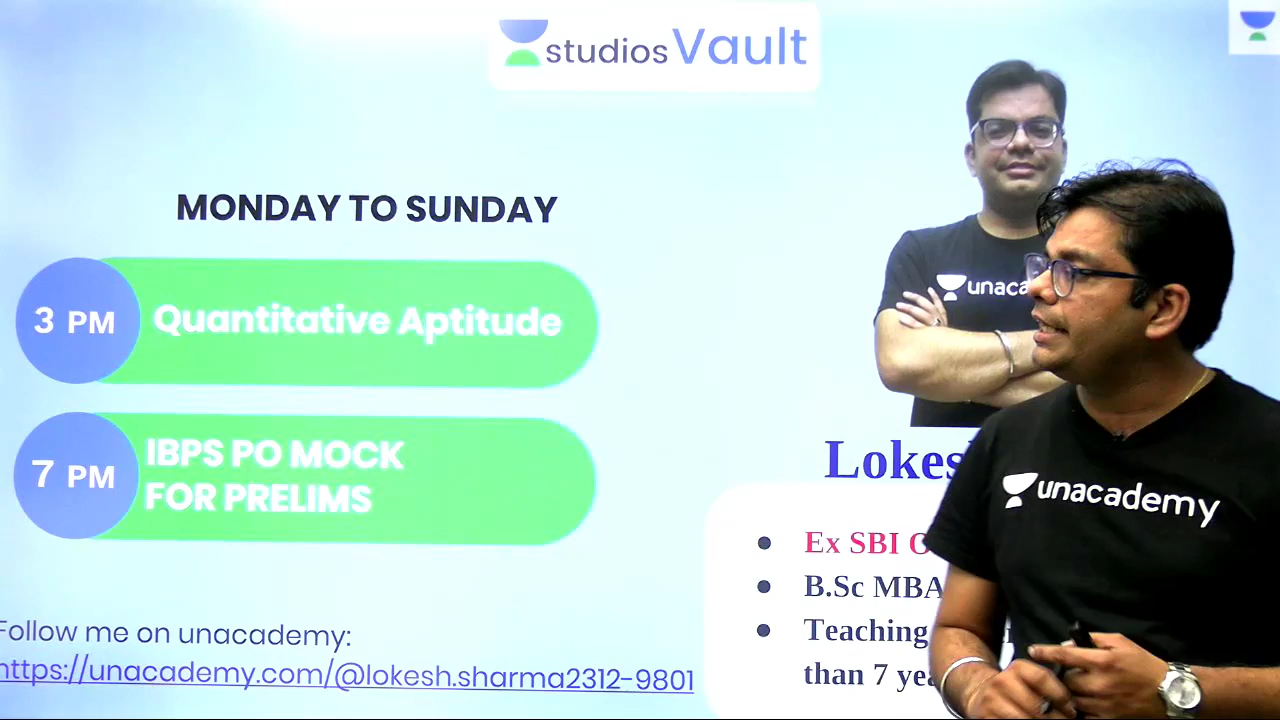 studios Vault
MONDAY TO SUNDAY
3 PM
Quantitative Aptitude
7 PM
IBPS PO MOCK
FOR PRELIMS
Follow me on unacademy:
https://unacademy.com/@lokesh.sharma2312-9801
Ex SBI
B.Sc MBA
Teaching
than 7
unacademy